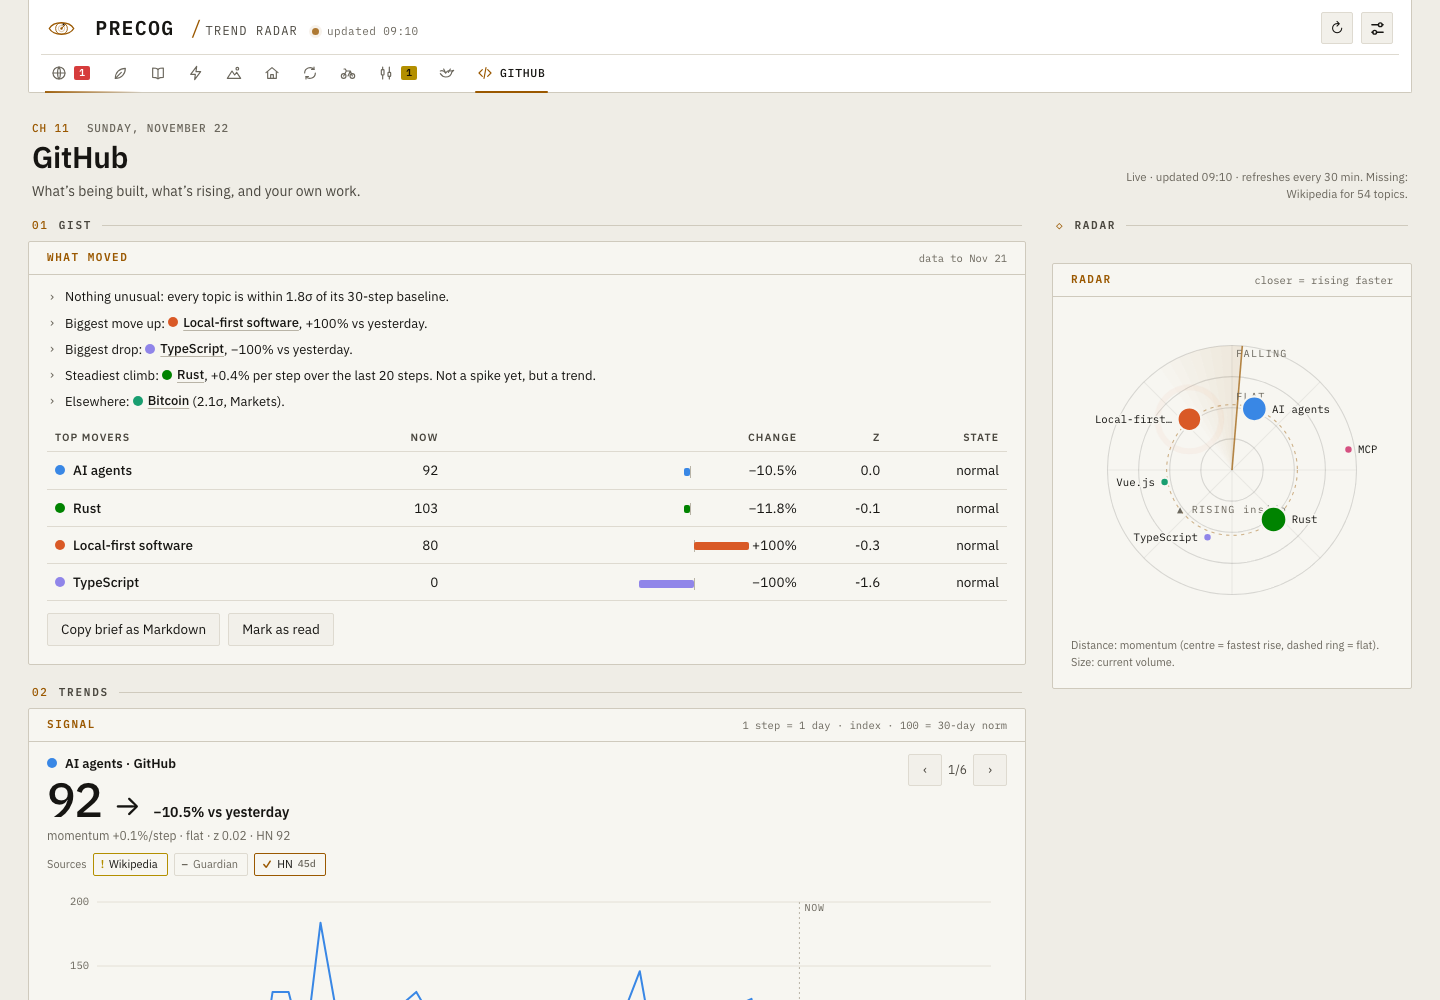 PRECOG / TREND RADAR updated 09:10
1 1 GITHUB
CH 11 SUNDAY, NOVEMBER 22
GitHub
What’s being built, what’s rising, and your own work.
Live · updated 09:10 · refreshes every 30 min. Missing:
Wikipedia for 54 topics.
01 GIST
WHAT MOVED data to Nov 21
› Nothing unusual: every topic is within 1.8σ of its 30-step baseline.
› Biggest move up: Local-first software, +100% vs yesterday.
› Biggest drop: TypeScript, −100% vs yesterday.
› Steadiest climb: Rust, +0.4% per step over the last 20 steps. Not a spike yet, but a trend.
› Elsewhere: Bitcoin (2.1σ, Markets).
TOP MOVERS NOW CHANGE Z STATE
AI agents 92 −10.5% 0.0 normal
Rust 103 −11.8% -0.1 normal
Local-first software 80 +100% -0.3 normal
TypeScript 0 −100% -1.6 normal
Copy brief as Markdown Mark as read
◇ RADAR
RADAR closer = rising faster
FALLING
FLAT
AI agents
Local-first…
MCP
Vue.js
▲ RISING
Rust
TypeScript
Distance: momentum (centre = fastest rise, dashed ring = flat).
Size: current volume.
02 TRENDS
SIGNAL 1 step = 1 day · index · 100 = 30-day norm
AI agents · GitHub
‹ 1/6 ›
92 → −10.5% vs yesterday
momentum +0.1%/step · flat · z 0.02 · HN 92
Sources ! Wikipedia – Guardian ✓ HN 45d
200
NOW
150